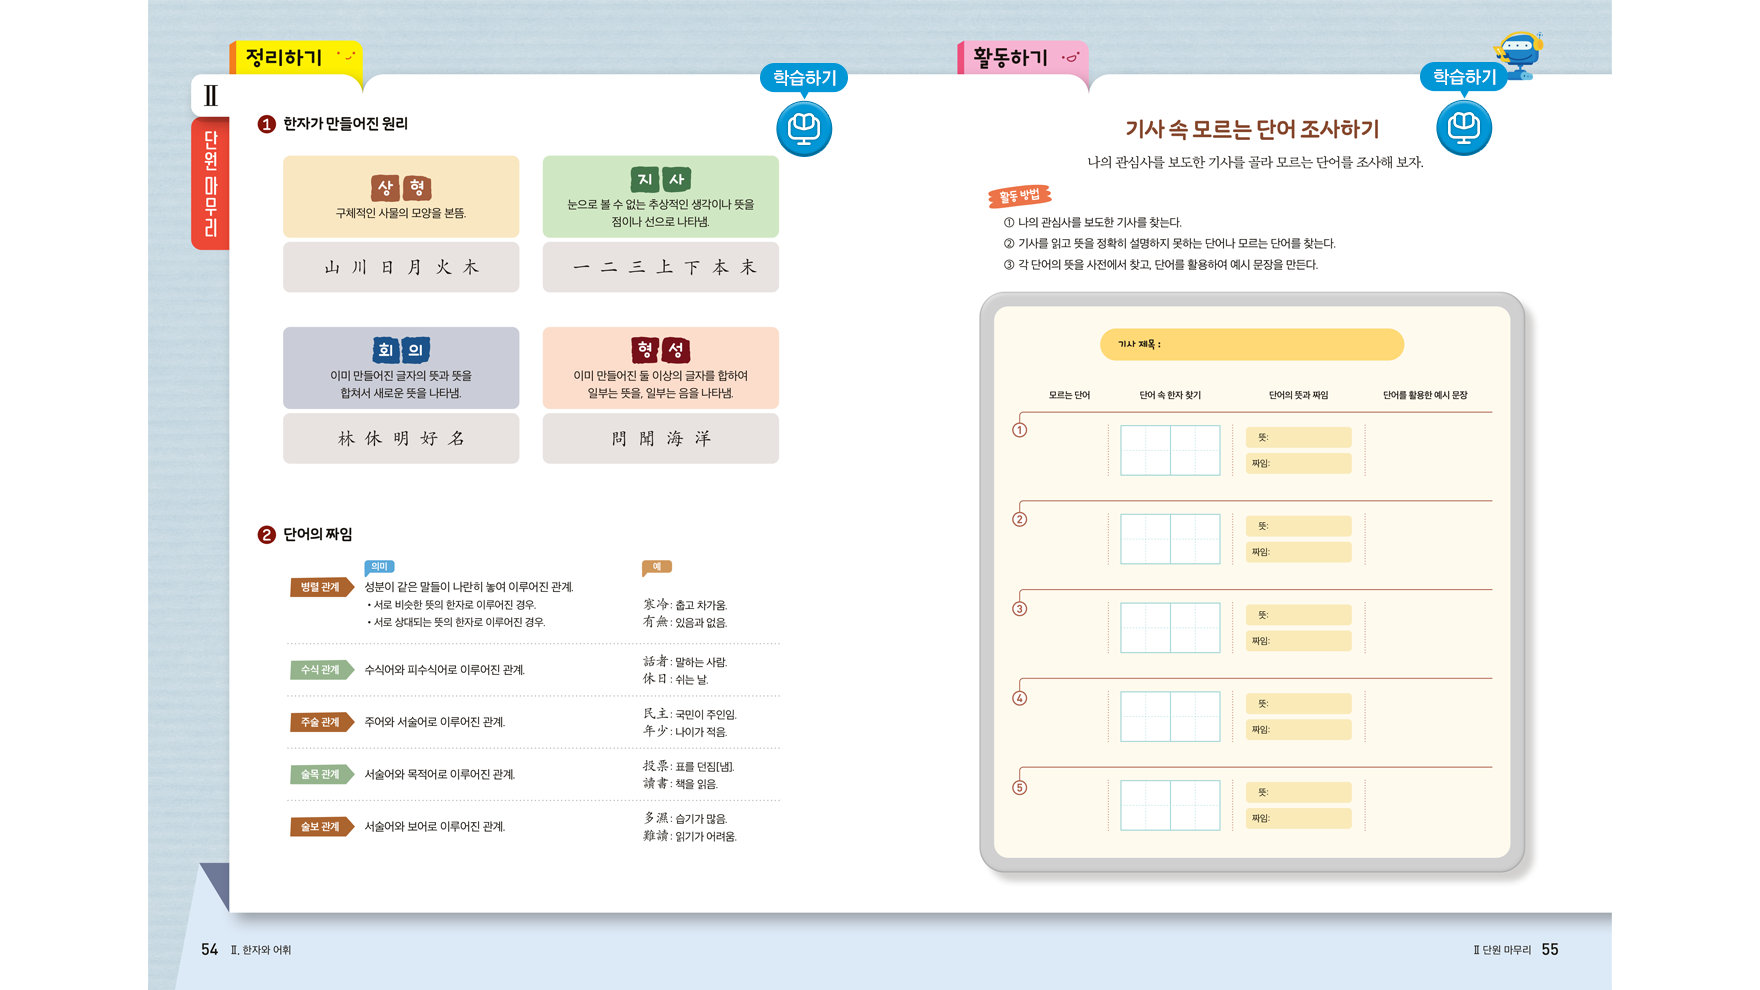 정리하기
학습하기
Ⅱ
단원 마무리
1 한자가 만들어진 원리
상형
구체적인 사물의 모양을 본뜸.
山 川 日 月 火 木
지사
눈으로 볼 수 없는 추상적인 생각이나 뜻을
점이나 선으로 나타냄.
一 二 三 上 下 本 末
회의
이미 만들어진 글자의 뜻과 뜻을
합쳐서 새로운 뜻을 나타냄.
林 休 明 好 名
형성
이미 만들어진 둘 이상의 글자를 합하여
일부는 뜻을, 일부는 음을 나타냄.
問 聞 海 洋
2 단어의 짜임
의미
예
병렬 관계
성분이 같은 말들이 나란히 놓여 이루어진 관계.
• 서로 비슷한 뜻의 한자로 이루어진 경우.
寒冷: 춥고 차가움.
• 서로 상대되는 뜻의 한자로 이루어진 경우.
有無: 있음과 없음.
수식 관계
수식어와 피수식어로 이루어진 관계.
話者: 말하는 사람.
休日: 쉬는 날.
주술 관계
주어와 서술어로 이루어진 관계.
民主: 국민이 주인임.
年少: 나이가 적음.
술목 관계
서술어와 목적어로 이루어진 관계.
投票: 표를 던짐[냄].
讀書: 책을 읽음.
술보 관계
서술어와 보어로 이루어진 관계.
多濕: 습기가 많음.
難讀: 읽기가 어려움.
54 Ⅱ. 한자와 어휘
활동하기
학습하기
기사 속 모르는 단어 조사하기
나의 관심사를 보도한 기사를 골라 모르는 단어를 조사해 보자.
활동 방법
① 나의 관심사를 보도한 기사를 찾는다.
② 기사를 읽고 뜻을 정확히 설명하지 못하는 단어나 모르는 단어를 찾는다.
③ 각 단어의 뜻을 사전에서 찾고, 단어를 활용하여 예시 문장을 만든다.
기사 제목 :
모르는 단어 단어 속 한자 찾기 단어의 뜻과 짜임 단어를 활용한 예시 문장
①
뜻:
짜임:
②
뜻:
짜임:
③
뜻:
짜임:
④
뜻:
짜임:
⑤
뜻:
짜임:
Ⅱ 단원 마무리 55